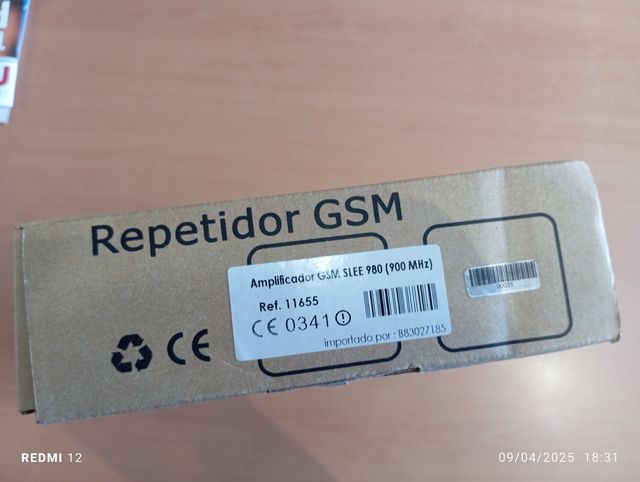 Repetidor GSM
Amplificador GSM SLEE 980 (900 MHz)
Ref. 11655
CE 0341
importado por : B83027185
00031
CE
REDMI 12
09/04/2025 18:31